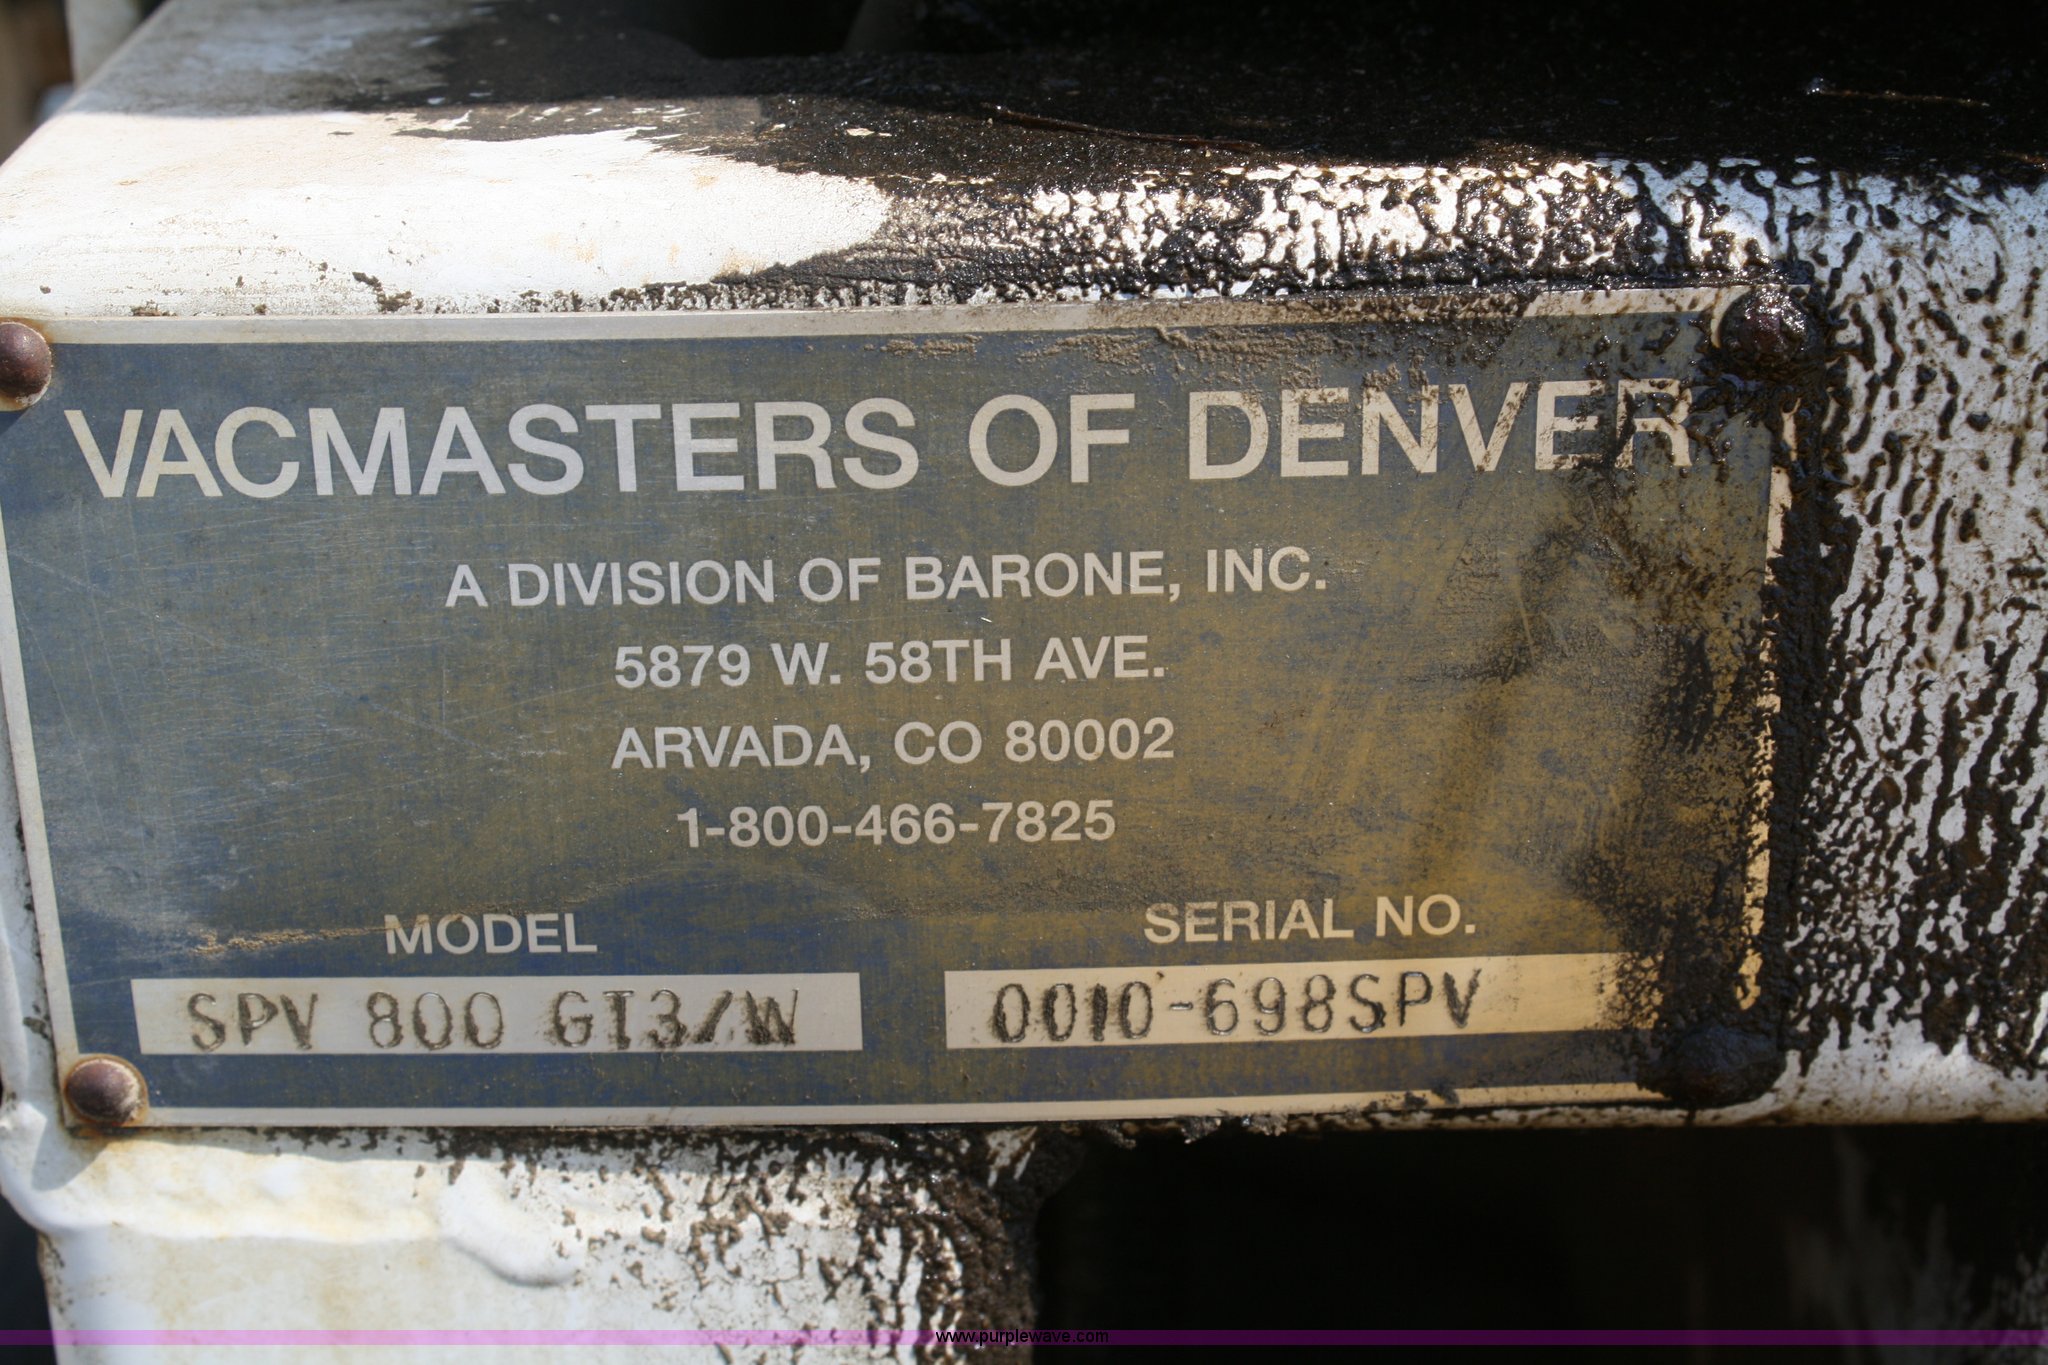 VACMASTERS OF DENVER
A DIVISION OF BARONE, INC.
5879 W. 58TH AVE.
ARVADA, CO 80002
1-800-466-7825
MODEL
SPV 800 GT3/W
SERIAL NO.
0010-698SPV
www.purplewave.com